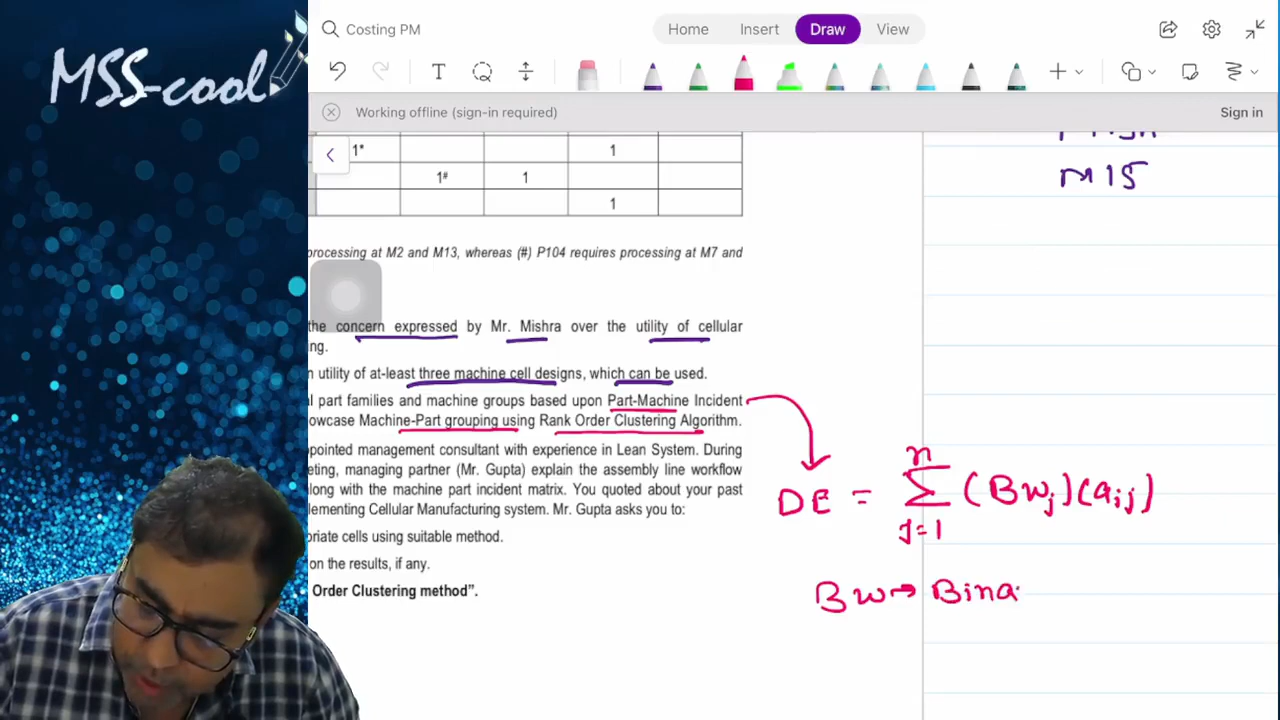 MSS-cool
Costing PM
Home Insert Draw View
Working offline (sign-in required)
Sign in
M15
1* 1
1# 1
1
processing at M2 and M13, whereas (#) P104 requires processing at M7 and
the concern expressed by Mr. Mishra over the utility of cellular
ng.
n utility of at-least three machine cell designs, which can be used.
l part families and machine groups based upon Part-Machine Incident
owcase Machine-Part grouping using Rank Order Clustering Algorithm.
ppointed management consultant with experience in Lean System. During
eting, managing partner (Mr. Gupta) explain the assembly line workflow
long with the machine part incident matrix. You quoted about your past
plementing Cellular Manufacturing system. Mr. Gupta asks you to:
riate cells using suitable method.
on the results, if any.
Order Clustering method”.
n
DE = Σ (Bwj)(aij)
j=1
Bw → Bina